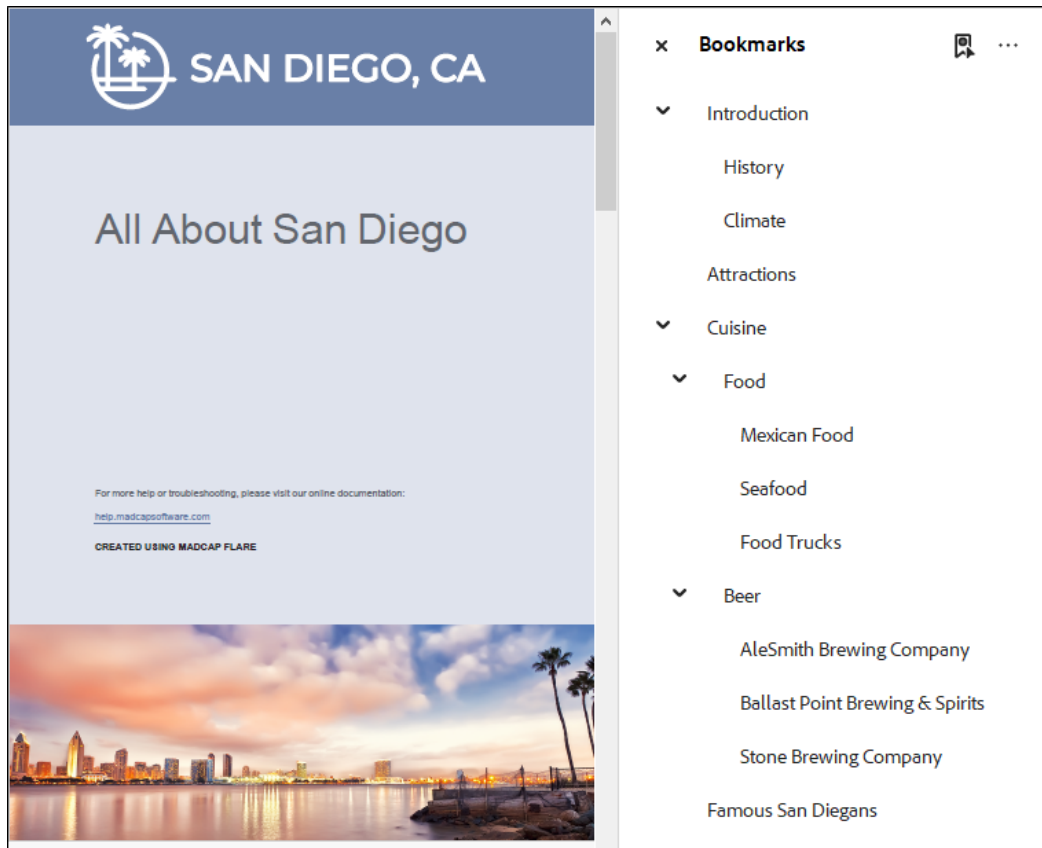 SAN DIEGO, CA
All About San Diego
For more help or troubleshooting, please visit our online documentation:
help.madcapsoftware.com
CREATED USING MADCAP FLARE
Bookmarks
Introduction
History
Climate
Attractions
Cuisine
Food
Mexican Food
Seafood
Food Trucks
Beer
AleSmith Brewing Company
Ballast Point Brewing & Spirits
Stone Brewing Company
Famous San Diegans